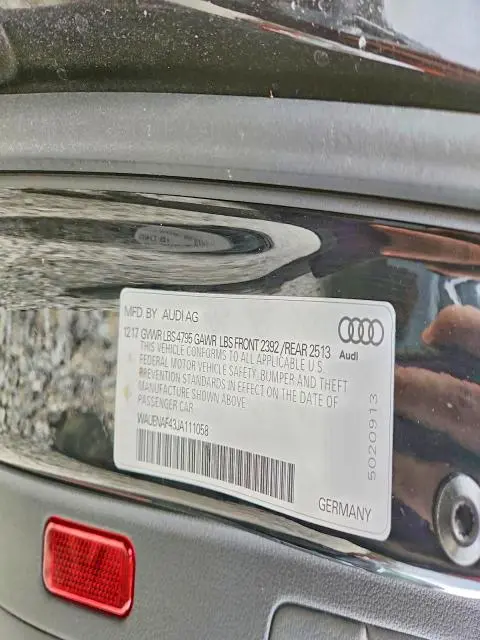 MFD. BY AUDI AG
12 17 GVWR LBS-4795 GAWR LBS FRONT 2392 /REAR 2513
THIS VEHICLE CONFORMS TO ALL APPLICABLE U.S.
FEDERAL MOTOR VEHICLE SAFETY, BUMPER AND THEFT
PREVENTION STANDARDS IN EFFECT ON THE DATE OF
MANUFACTURE SHOWN ABOVE.
PASSENGER CAR
WAUBNAF43JA111058
Audi
5020913
GERMANY